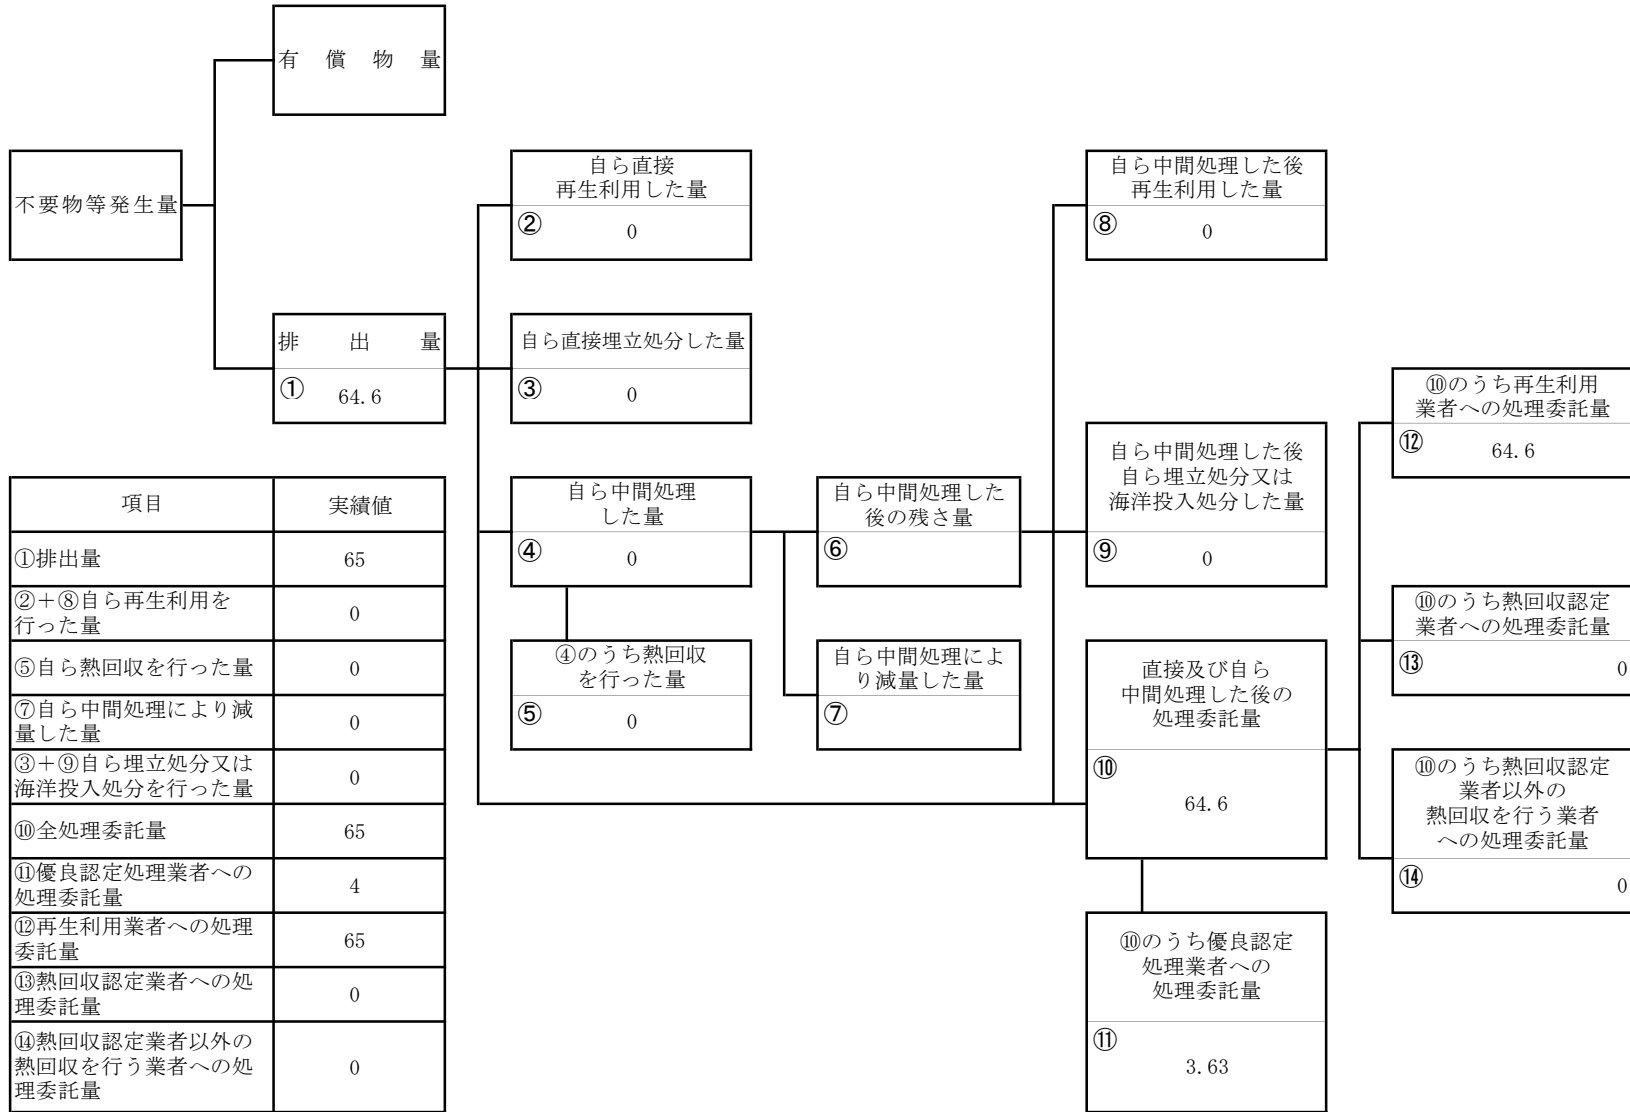 有償物量
不要物等発生量
排出量
① 64.6
自ら直接
再生利用した量
② 0
自ら直接埋立処分した量
③ 0
自ら中間処理
した量
④ 0
④のうち熱回収
を行った量
⑤ 0
自ら中間処理した
後の残さ量
⑥
自ら中間処理によ
り減量した量
⑦
自ら中間処理した後
再生利用した量
⑧ 0
自ら中間処理した後
自ら埋立処分又は
海洋投入処分した量
⑨ 0
直接及び自ら
中間処理した後の
処理委託量
⑩
64.6
⑩のうち優良認定
処理業者への
処理委託量
⑪
3.63
⑩のうち再生利用
業者への処理委託量
⑫ 64.6
⑩のうち熱回収認定
業者への処理委託量
⑬ 0
⑩のうち熱回収認定
業者以外の
熱回収を行う業者
への処理委託量
⑭ 0
項目 実績値
①排出量 65
②+⑧自ら再生利用を
行った量 0
⑤自ら熱回収を行った量 0
⑦自ら中間処理により減
量した量 0
③+⑨自ら埋立処分又は
海洋投入処分を行った量 0
⑩全処理委託量 65
⑪優良認定処理業者への
処理委託量 4
⑫再生利用業者への処理
委託量 65
⑬熱回収認定業者への処
理委託量 0
⑭熱回収認定業者以外の
熱回収を行う業者への処
理委託量 0